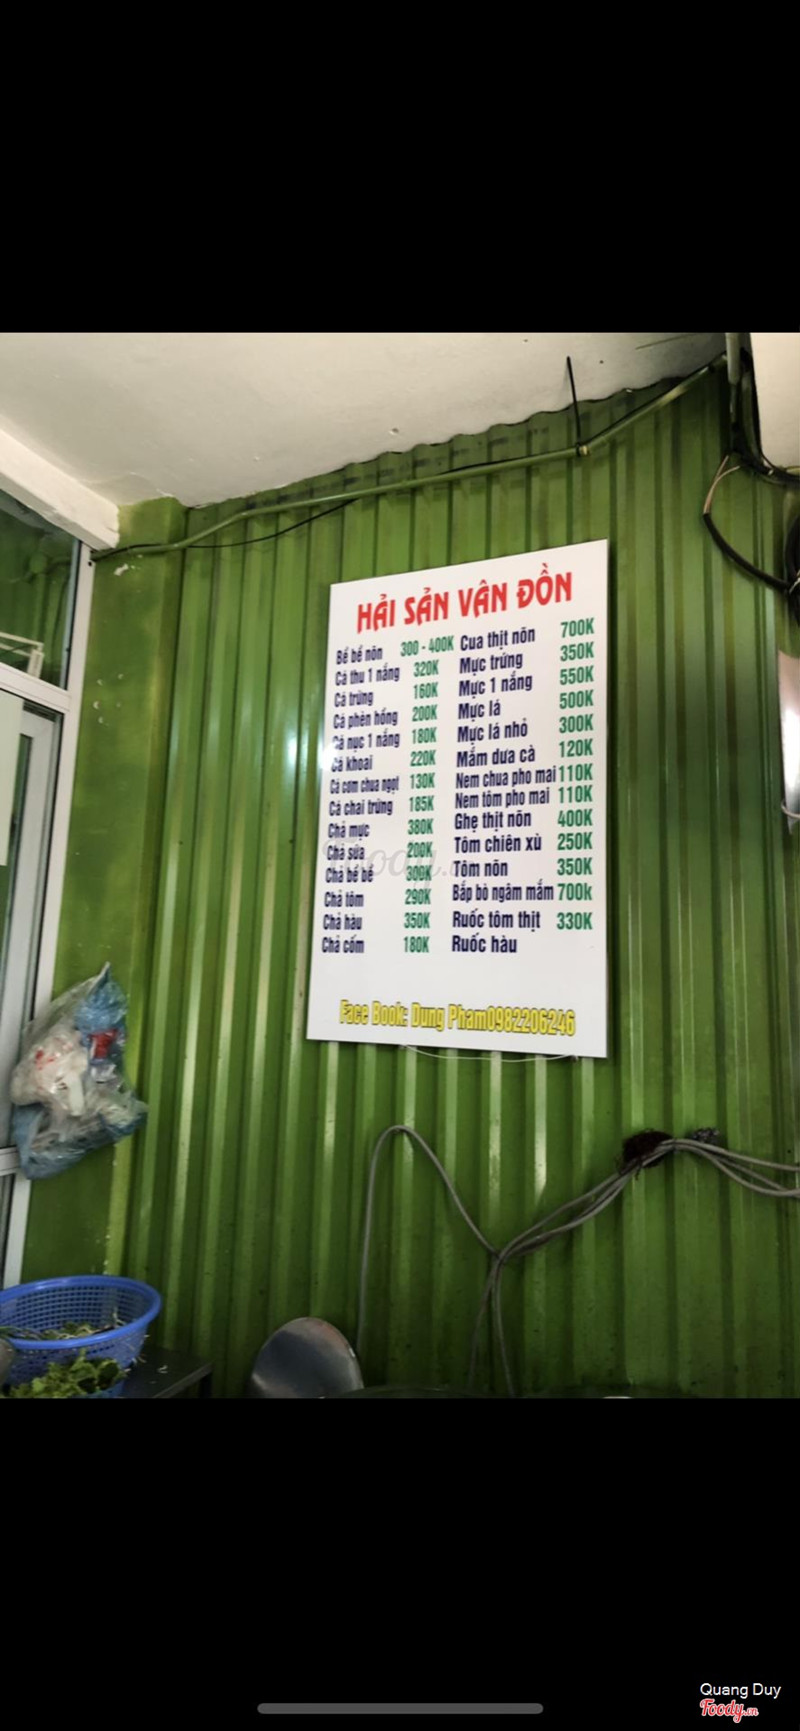 HẢI SẢN VÂN ĐỒN
Bề bề nõn 300 - 400K
Cá thu 1 nắng 320K
Cá trứng 160K
Cá phèn hồng 200K
Cá nục 1 nắng 180K
Cá khoai 220K
Cá cơm chua ngọt 130K
Cá chai trứng 185K
Chả mực 380K
Chả sứa 200K
Chả bề bề 300K
Chả tôm 290K
Chả hàu 350K
Chả cốm 180K
Cua thịt nõn 700K
Mực trứng 350K
Mực 1 nắng 550K
Mực lá 500K
Mực lá nhỏ 300K
Mắm dưa cà 120K
Nem chua pho mai 110K
Nem tôm pho mai 110K
Ghẹ thịt nõn 400K
Tôm chiên xù 250K
Tôm nõn 350K
Bắp bò ngâm mắm 700k
Ruốc tôm thịt 330K
Ruốc hàu
Face Book: Dung Pham0982206246
Foody.vn
Quang Duy
Foody.vn